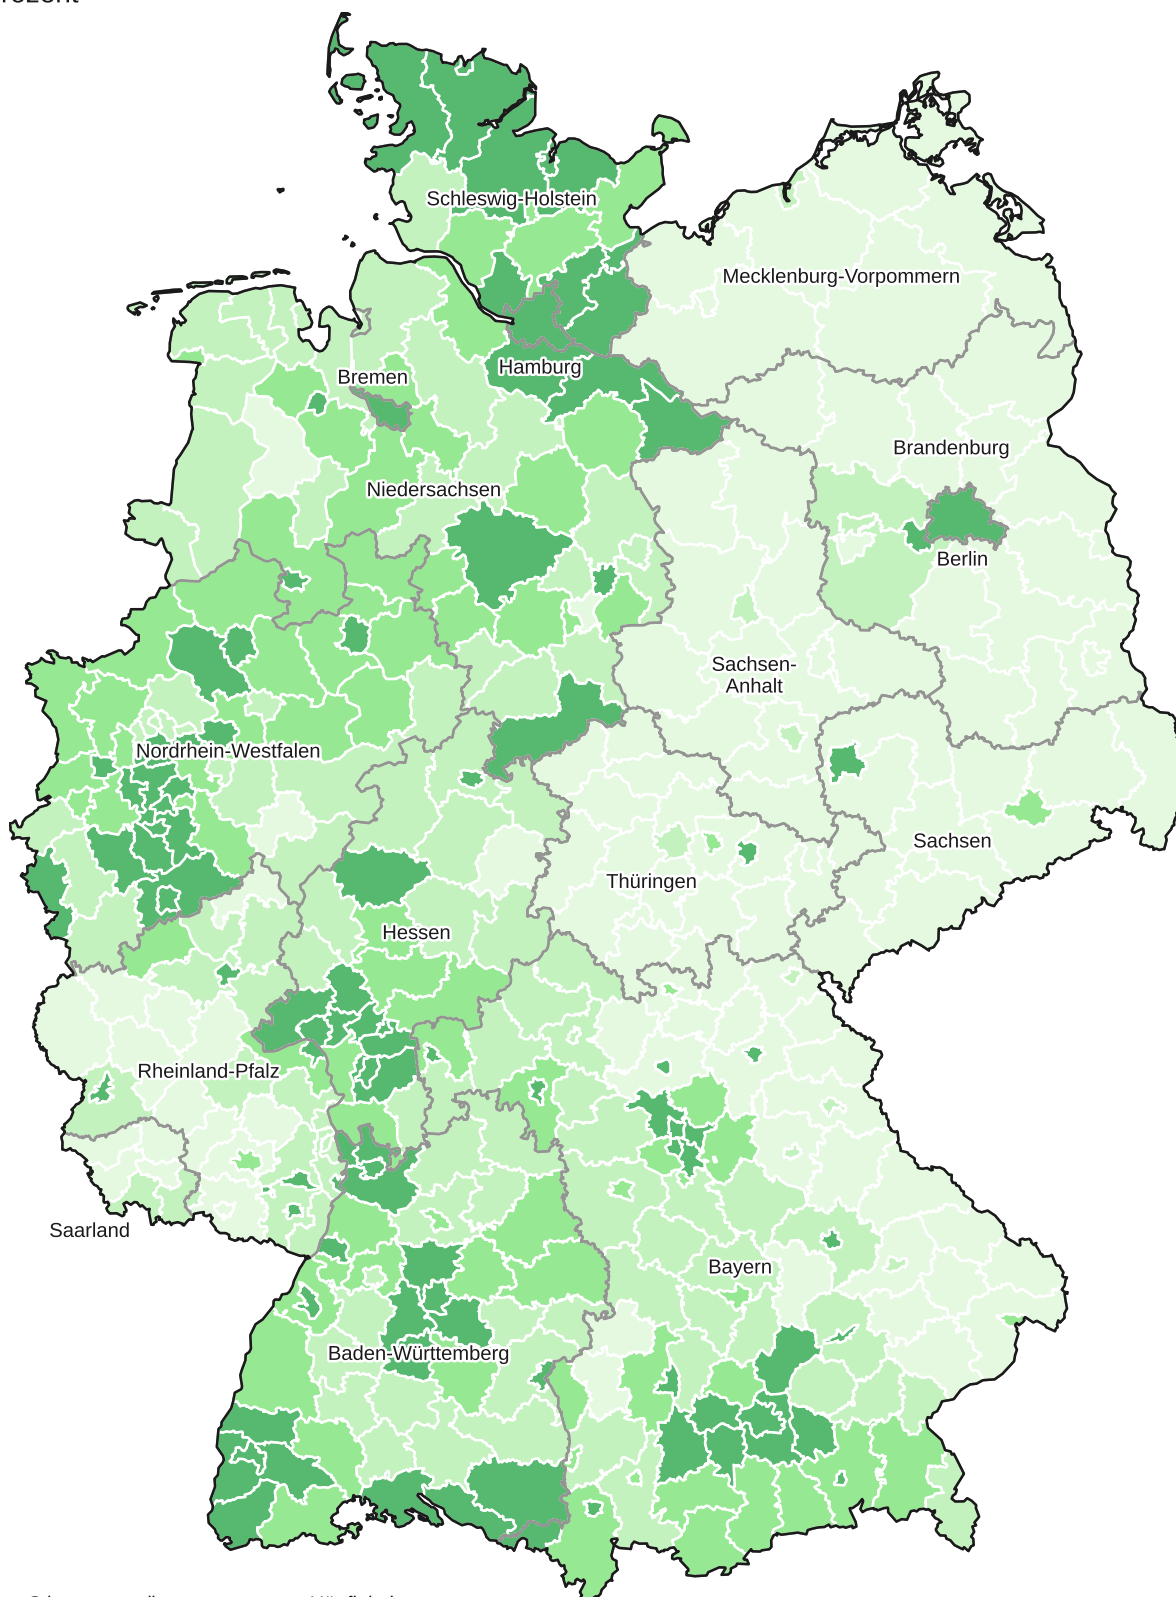 Schleswig-Holstein
Mecklenburg-Vorpommern
Hamburg
Bremen
Brandenburg
Niedersachsen
Berlin
Sachsen-
Anhalt
Nordrhein-Westfalen
Sachsen
Thüringen
Hessen
Rheinland-Pfalz
Saarland
Bayern
Baden-Württemberg